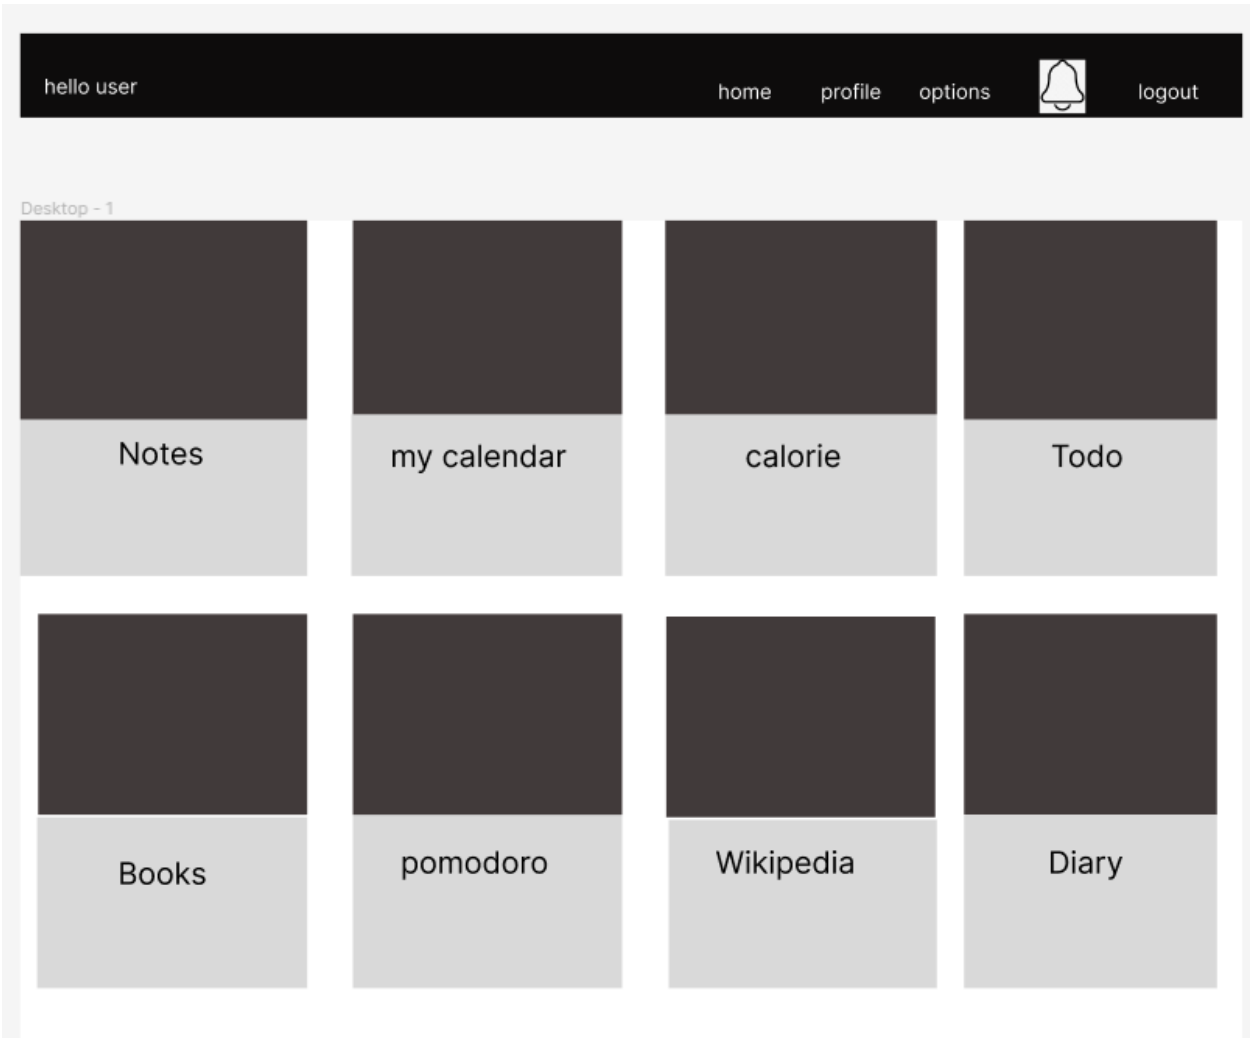 hello user
home profile options logout
Desktop - 1
Notes my calendar calorie Todo
Books pomodoro Wikipedia Diary